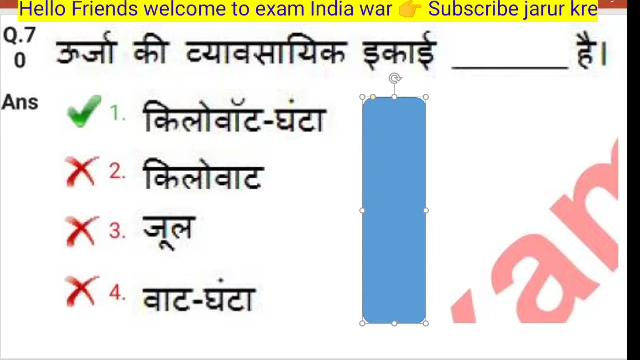 Hello Friends welcome to exam India war 👉 Subscribe jarur kre
Q.70 ऊर्जा की व्यावसायिक इकाई ________ है।
Ans
1. किलोवॉट-घंटा
2. किलोवाट
3. जूल
4. वाट-घंटा